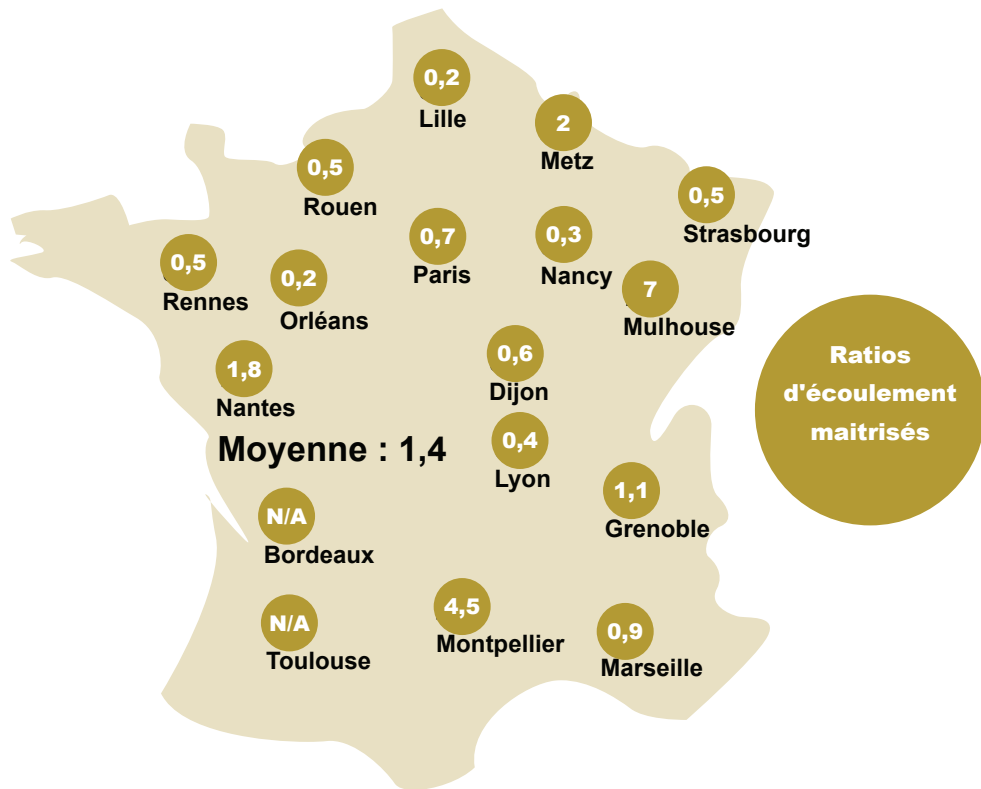 0,2
Lille
2
Metz
0,5
Rouen
0,5
Strasbourg
0,7
Paris
0,3
Nancy
0,5
Rennes
0,2
Orléans
7
Mulhouse
0,6
Dijon
1,8
Nantes
Moyenne : 1,4
0,4
Lyon
Ratios
d'écoulement
maitrisés
1,1
Grenoble
N/A
Bordeaux
4,5
Montpellier
N/A
Toulouse
0,9
Marseille